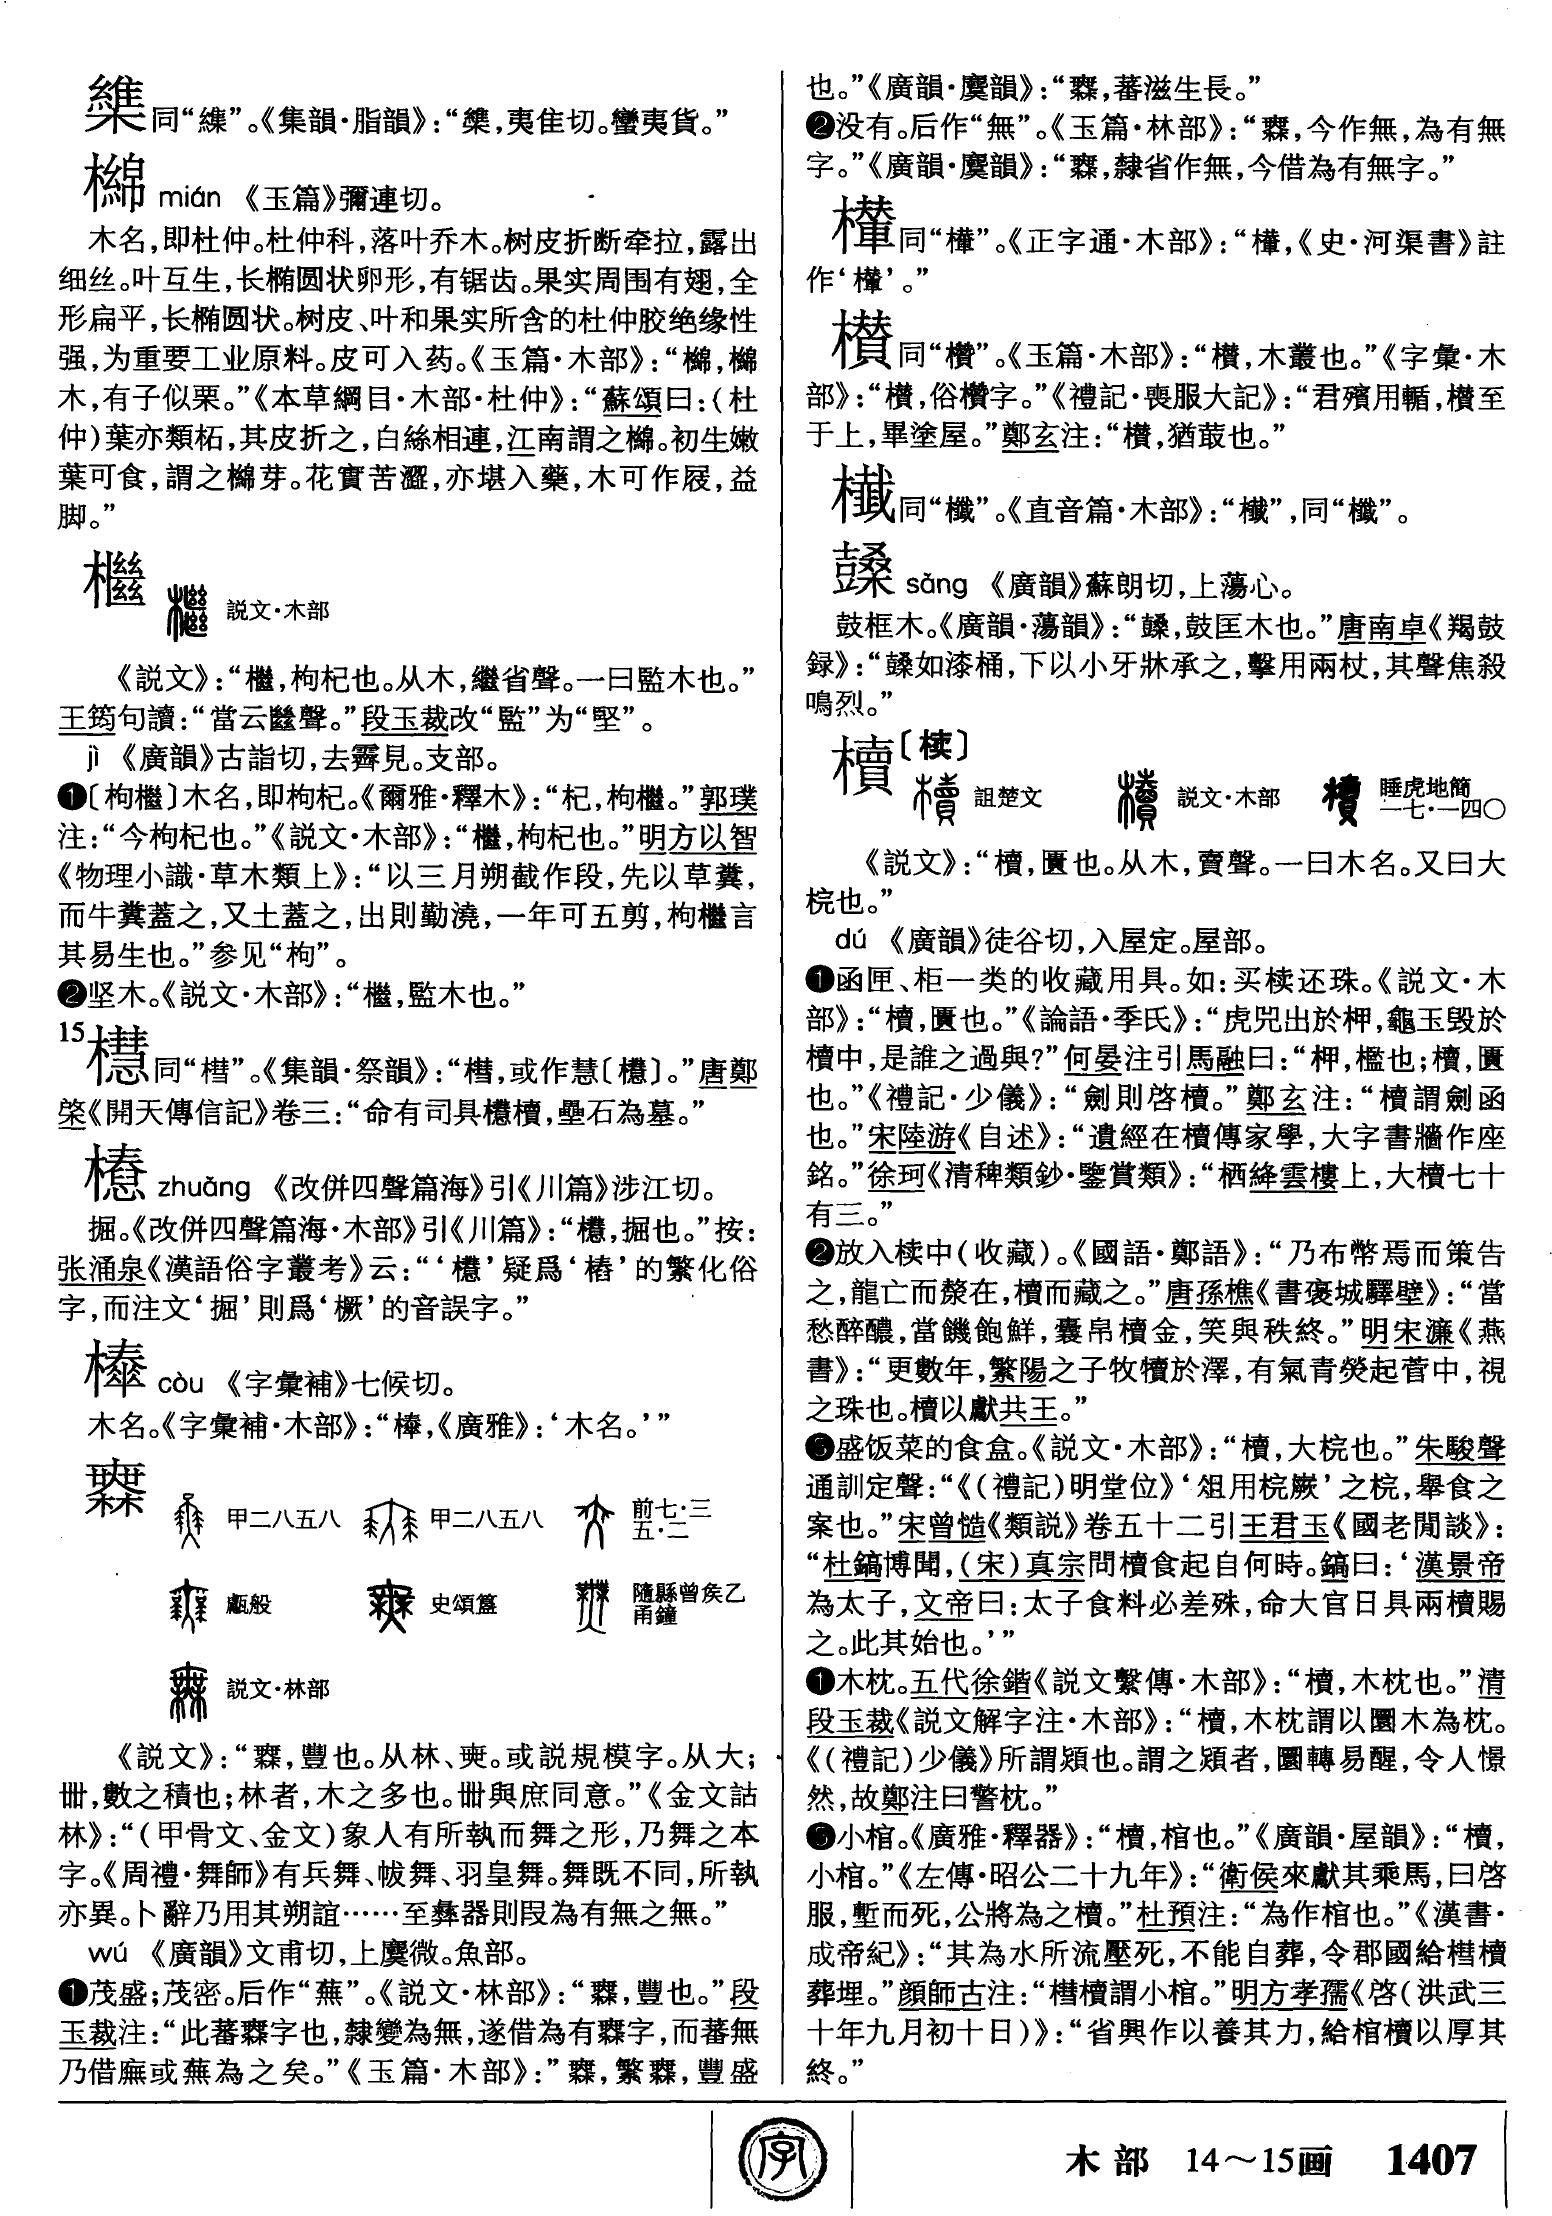 同“䌳”。《集韻·脂韻》：“，夷隹切。蠻夷貨。”
櫋 mián 《玉篇》彌連切。
木名，即杜仲。杜仲科，落叶乔木。树皮折断牵拉，露出
细丝。叶互生，长椭圆状卵形，有锯齿。果实周围有翅，全
形扁平，长椭圆状。树皮、叶和果实所含的杜仲胶绝缘性
强，为重要工业原料。皮可入药。《玉篇·木部》：“檰，檰
木，有子似栗。”《本草綱目·木部·杜仲》：“蘇頌曰：（杜
仲）葉亦類柘，其皮折之，白絲相連，江南謂之檰。初生嫩
葉可食，謂之檰芽。花實苦澀，亦堪入藥，木可作屐，益
脚。”
檵 説文·木部
《説文》：“檵，枸杞也。从木，繼省聲。一曰監木也。”
王筠句讀：“當云㡭聲。”段玉裁改“監”为“堅”。
jì 《廣韻》古詣切，去霽見。支部。
❶〔枸檵〕木名，即枸杞。《爾雅·釋木》：“杞，枸檵。”郭璞
注：“今枸杞也。”《説文·木部》：“檵，枸杞也。”明方以智
《物理小識·草木類上》：“以三月朔截作段，先以草糞，
而牛糞蓋之，又土蓋之，出則勤澆，一年可五剪，枸檵言
其易生也。”参见“枸”。
❷坚木。《説文·木部》：“檵，監木也。”
15 櫘 同“槥”。《集韻·祭韻》：“槥，或作慧〔櫘〕。”唐鄭
棨《開天傳信記》卷三：“命有司具櫘櫝，壘石為墓。”
zhuǎng 《改併四聲篇海》引《川篇》涉江切。
掘。《改併四聲篇海·木部》引《川篇》：“，掘也。”按：
张涌泉《漢語俗字叢考》云：“‘’疑爲‘樁’的繁化俗
字，而注文‘掘’則爲‘橛’的音誤字。”
còu 《字彙補》七候切。
木名。《字彙補·木部》：“，《廣雅》：‘木名。’”
橆 甲二八五八 甲二八五八 前七·三五·二
甗般 史頌簋 隨縣曾侯乙甬鐘
説文·林部
《説文》：“橆，豐也。从林、奭。或説規模字。从大；
卌，數之積也；林者，木之多也。卌與庶同意。”《金文詁
林》：“（甲骨文、金文）象人有所執而舞之形，乃舞之本
字。《周禮·舞師》有兵舞、帗舞、羽皇舞。舞既不同，所執
亦異。卜辭乃用其朔誼……至彝器則叚為有無之無。”
wú 《廣韻》文甫切，上麌微。魚部。
❶茂盛；茂密。后作“蕪”。《説文·林部》：“橆，豐也。”段
玉裁注：“此蕃橆字也，隸變為無，遂借為有橆字，而蕃無
乃借廡或蕪為之矣。”《玉篇·木部》：”橆，繁橆，豐盛
也。”《廣韻·麌韻》：“橆，蕃滋生長。”
❷没有。后作“無”。《玉篇·林部》：“橆，今作無，為有無
字。”《廣韻·麌韻》：“橆，隸省作無，今借為有無字。”
同“㰏”。《正字通·木部》：“，《史·河渠書》註
作‘’。”
櫕 同“欑”。《玉篇·木部》：“櫕，木叢也。”《字彙·木
部》：“櫕，俗欑字。”《禮記·喪服大記》：“君殯用輴，櫕至
于上，畢塗屋。”鄭玄注：“櫕，猶菆也。”
同“櫼”。《直音篇·木部》：“”，同“櫼”。
鼞 sǎng 《廣韻》蘇朗切，上蕩心。
鼓框木。《廣韻·蕩韻》：“，鼓匡木也。”唐南卓《羯鼓
録》：“如漆桶，下以小牙牀承之，擊用兩杖，其聲焦殺
鳴烈。”
櫝〔椟〕 詛楚文 説文·木部 睡虎地簡一七·一四〇
《説文》：“櫝，匵也。从木，賣聲。一曰木名。又曰大
梡也。”
dú 《廣韻》徒谷切，入屋定。屋部。
❶函匣、柜一类的收藏用具。如：买椟还珠。《説文·木
部》：“櫝，匵也。”《論語·季氏》：“虎兕出於柙，龜玉毁於
櫝中，是誰之過與？”何晏注引馬融曰：“柙，檻也；櫝，匵
也。”《禮記·少儀》：“劍則啓櫝。”鄭玄注：“櫝謂劍函
也。”宋陸游《自述》：“遺經在櫝傳家學，大字書牆作座
銘。”徐珂《清稗類鈔·鑒賞類》：“栖絳雲樓上，大櫝七十
有三。”
❷放入椟中（收藏）。《國語·鄭語》：“乃布幣焉而策告
之，龍亡而漦在，櫝而藏之。”唐孫樵《書褒城驛壁》：“當
愁醉醲，當饑飽鮮，囊帛櫝金，笑與秩終。”明宋濂《燕
書》：“更數年，繁陽之子牧犢於澤，有氣青熒起菅中，視
之珠也。櫝以獻共王。”
❸盛饭菜的食盒。《説文·木部》：“櫝，大梡也。”朱駿聲
通訓定聲：“《（禮記）明堂位》‘俎用梡嶡’之梡，舉食之
案也。”宋曾慥《類説》卷五十二引王君玉《國老閒談》：
“杜鎬博聞，（宋）真宗問櫝食起自何時。鎬曰：‘漢景帝
為太子，文帝曰：太子食料必差殊，命大官日具兩櫝賜
之。此其始也。’”
❹木枕。五代徐鍇《説文繫傳·木部》：“櫝，木枕也。”清
段玉裁《説文解字注·木部》：“櫝，木枕謂以圜木為枕。
《（禮記）少儀》所謂熲也。謂之熲者，圜轉易醒，令人憬
然，故鄭注曰警枕。”
❺小棺。《廣雅·釋器》：“櫝，棺也。”《廣韻·屋韻》：“櫝，
小棺。”《左傳·昭公二十九年》：“衛侯來獻其乘馬，曰啓
服，塹而死，公將為之櫝。”杜預注：“為作棺也。”《漢書·
成帝紀》：“其為水所流壓死，不能自葬，令郡國給槥櫝
葬埋。”顔師古注：“槥櫝謂小棺。”明方孝孺《啓（洪武三
十年九月初十日）》：“省興作以養其力，給棺櫝以厚其
終。”
字
木部 14～15画 1407